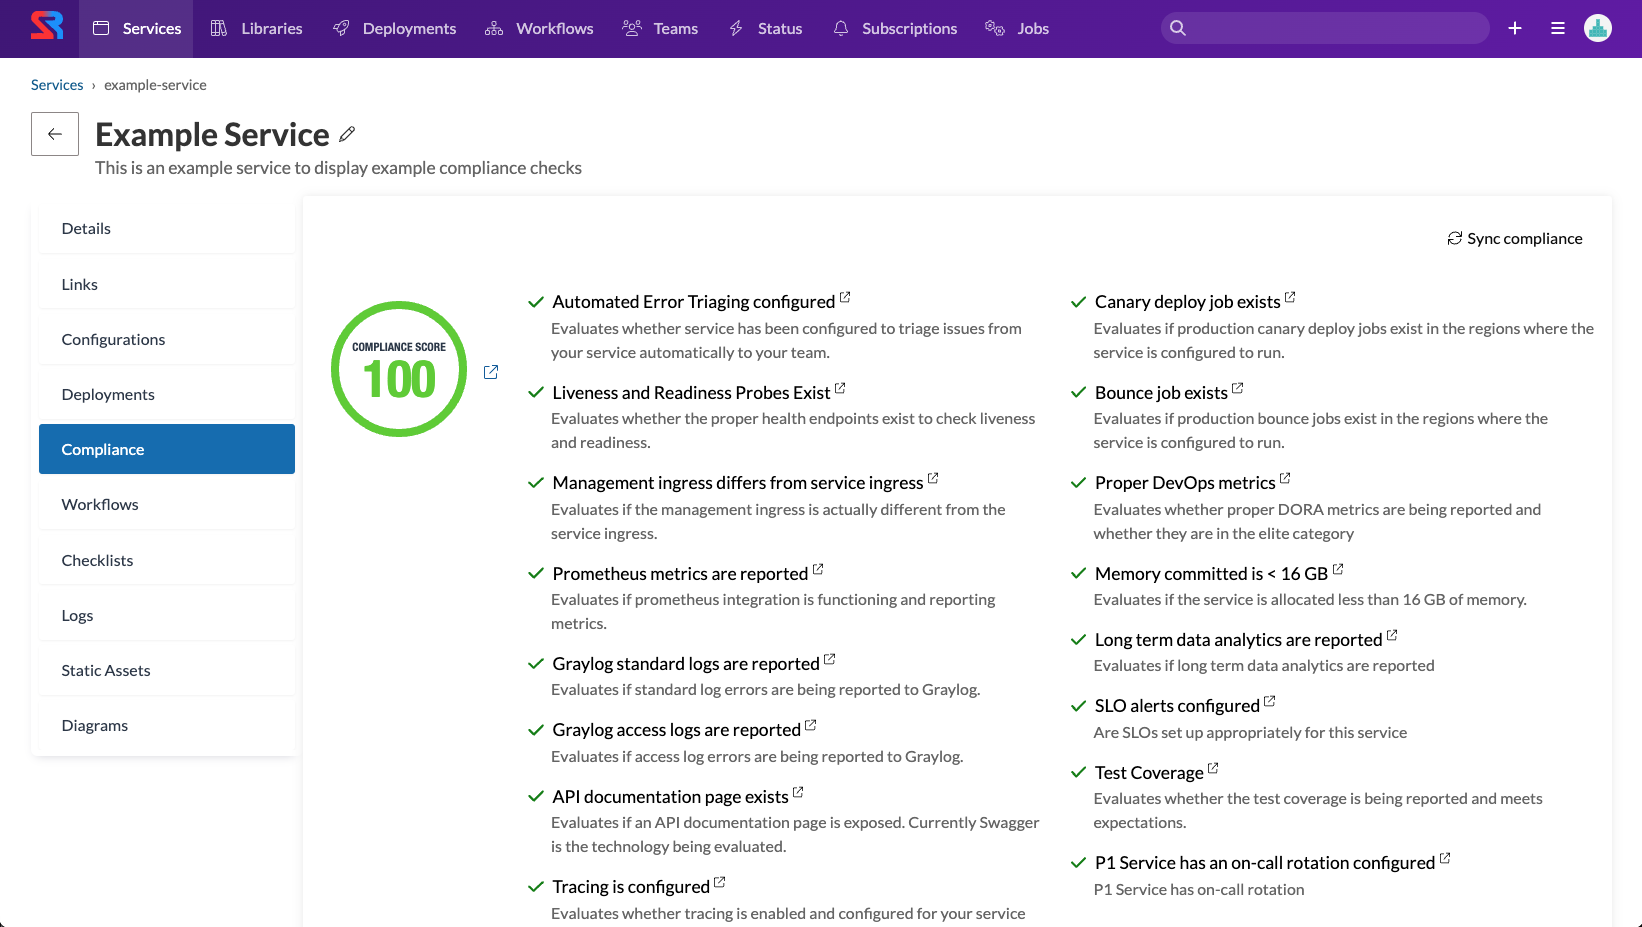 Services
Libraries
Deployments
Workflows
Teams
Status
Subscriptions
Jobs
Services › example-service
Example Service
This is an example service to display example compliance checks
Details
Links
Configurations
Deployments
Compliance
Workflows
Checklists
Logs
Static Assets
Diagrams
Sync compliance
COMPLIANCE SCORE
100
Automated Error Triaging configured
Evaluates whether service has been configured to triage issues from
your service automatically to your team.
Liveness and Readiness Probes Exist
Evaluates whether the proper health endpoints exist to check liveness
and readiness.
Management ingress differs from service ingress
Evaluates if the management ingress is actually different from the
service ingress.
Prometheus metrics are reported
Evaluates if prometheus integration is functioning and reporting
metrics.
Graylog standard logs are reported
Evaluates if standard log errors are being reported to Graylog.
Graylog access logs are reported
Evaluates if access log errors are being reported to Graylog.
API documentation page exists
Evaluates if an API documentation page is exposed. Currently Swagger
is the technology being evaluated.
Tracing is configured
Evaluates whether tracing is enabled and configured for your service
Canary deploy job exists
Evaluates if production canary deploy jobs exist in the regions where the
service is configured to run.
Bounce job exists
Evaluates if production bounce jobs exist in the regions where the
service is configured to run.
Proper DevOps metrics
Evaluates whether proper DORA metrics are being reported and
whether they are in the elite category
Memory committed is < 16 GB
Evaluates if the service is allocated less than 16 GB of memory.
Long term data analytics are reported
Evaluates if long term data analytics are reported
SLO alerts configured
Are SLOs set up appropriately for this service
Test Coverage
Evaluates whether the test coverage is being reported and meets
expectations.
P1 Service has an on-call rotation configured
P1 Service has on-call rotation